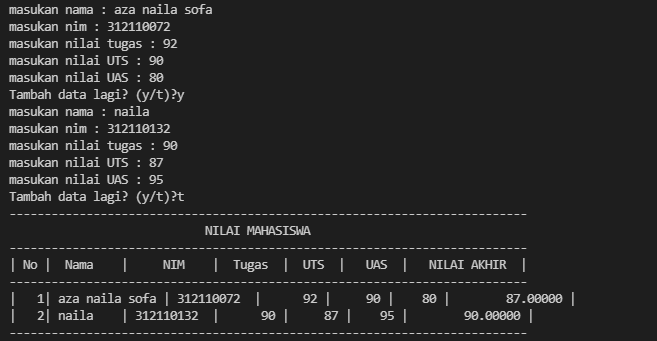 masukan nama : aza naila sofa
masukan nim : 312110072
masukan nilai tugas : 92
masukan nilai UTS : 90
masukan nilai UAS : 80
Tambah data lagi? (y/t)?y
masukan nama : naila
masukan nim : 312110132
masukan nilai tugas : 90
masukan nilai UTS : 87
masukan nilai UAS : 95
Tambah data lagi? (y/t)?t
--------------------------------------------------------------------------
                            NILAI MAHASISWA
--------------------------------------------------------------------------
| No |  Nama    |     NIM    |  Tugas  |  UTS  |   UAS  |   NILAI AKHIR  |
--------------------------------------------------------------------------
|   1| aza naila sofa | 312110072  |      92 |     90 |    80 |        87.00000 |
|   2| naila    | 312110132  |      90 |     87 |    95 |        90.00000 |
--------------------------------------------------------------------------